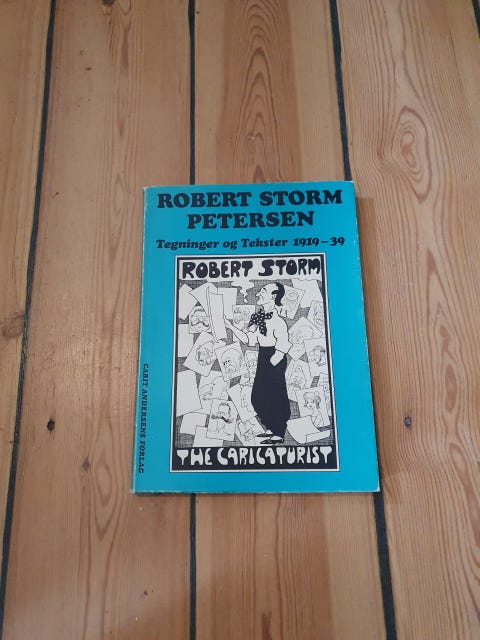 ROBERT STORM
PETERSEN
Tegninger og Tekster 1919–39
ROBERT STORM
THE CARICATURIST
CARIT ANDERSENS FORLAG